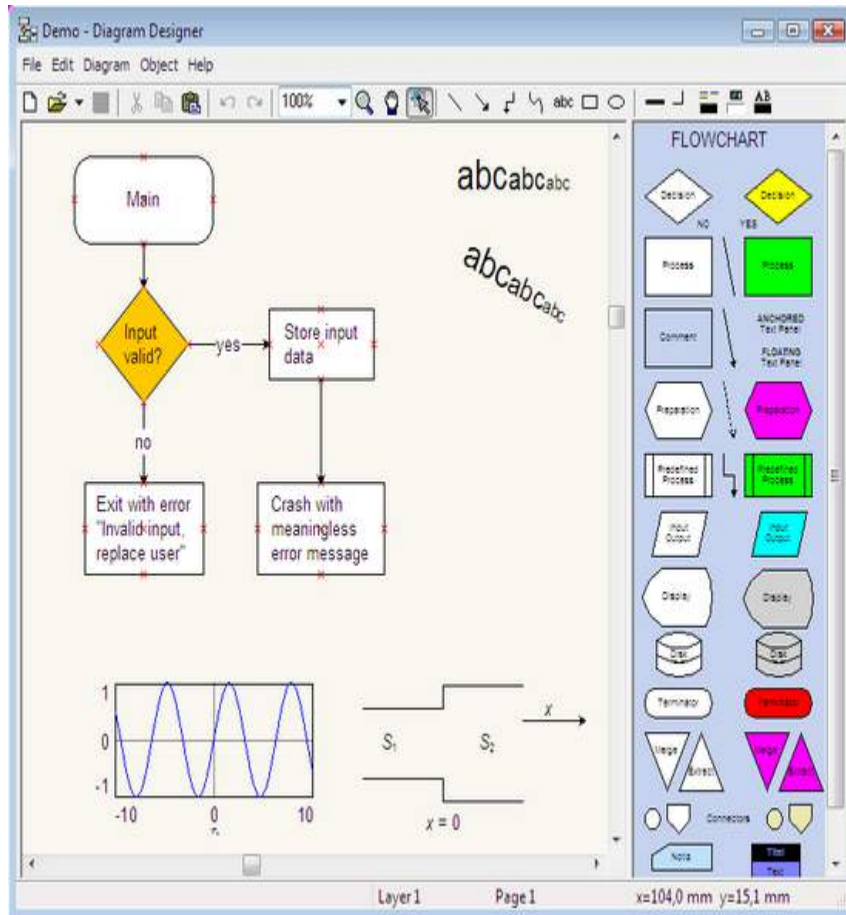 Demo - Diagram Designer
File Edit Diagram Object Help
100%
abc
AB
Main
Input
valid?
yes
Store input
data
no
Exit with error
"Invalid input,
replace user"
Crash with
meaningless
error message
abcabcabc
abcabcabc
1
0
-1
-10 0 10
S1 S2
x
x = 0
FLOWCHART
Decision Decision
NO YES
Process Process
Comment
ANCHORED
Text Panel
FLOATING
Text Panel
Preparation Preparation
Predefined
Process
Predefined
Process
Input
Output
Input
Output
Display Display
Disk Disk
Terminator Terminator
Merge Extract Merge Extract
Connectors
Note
Titel
Text
Layer 1 Page 1 x=104,0 mm y=15,1 mm